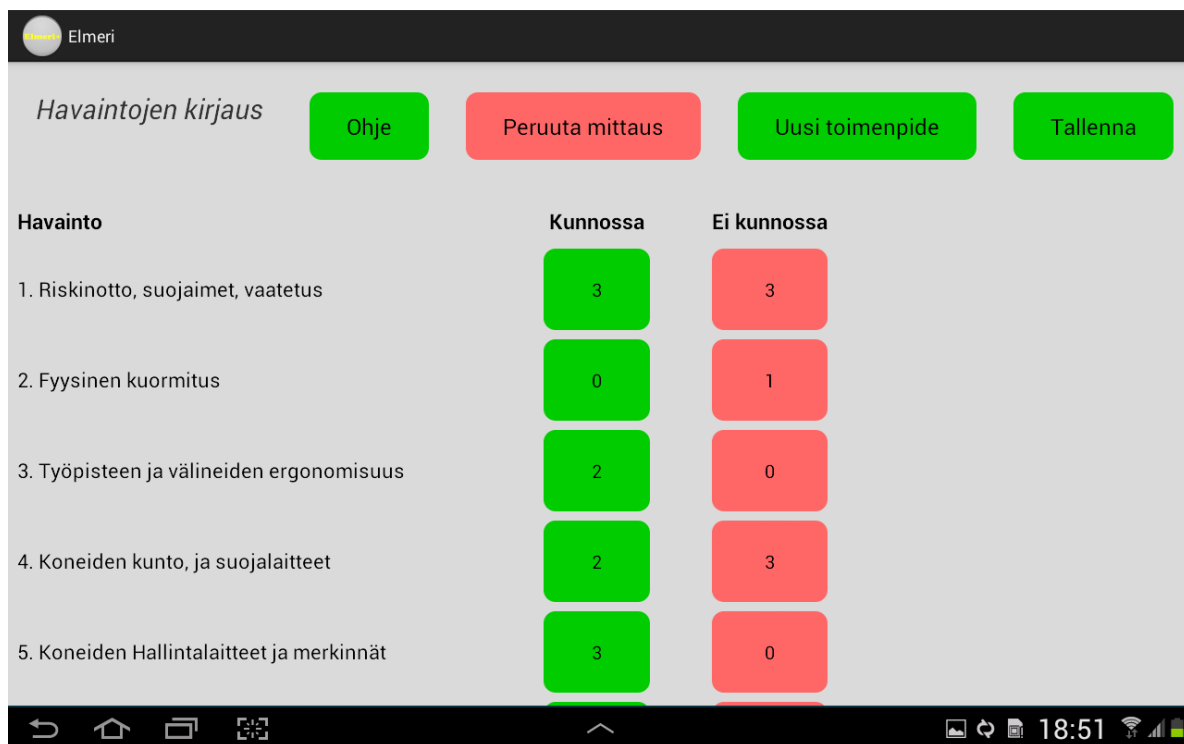 Elmeri
Havaintojen kirjaus
Ohje
Peruuta mittaus
Uusi toimenpide
Tallenna
Havainto Kunnossa Ei kunnossa
1. Riskinotto, suojaimet, vaatetus 3 3
2. Fyysinen kuormitus 0 1
3. Työpisteen ja välineiden ergonomisuus 2 0
4. Koneiden kunto, ja suojalaitteet 2 3
5. Koneiden Hallintalaitteet ja merkinnät 3 0
18:51